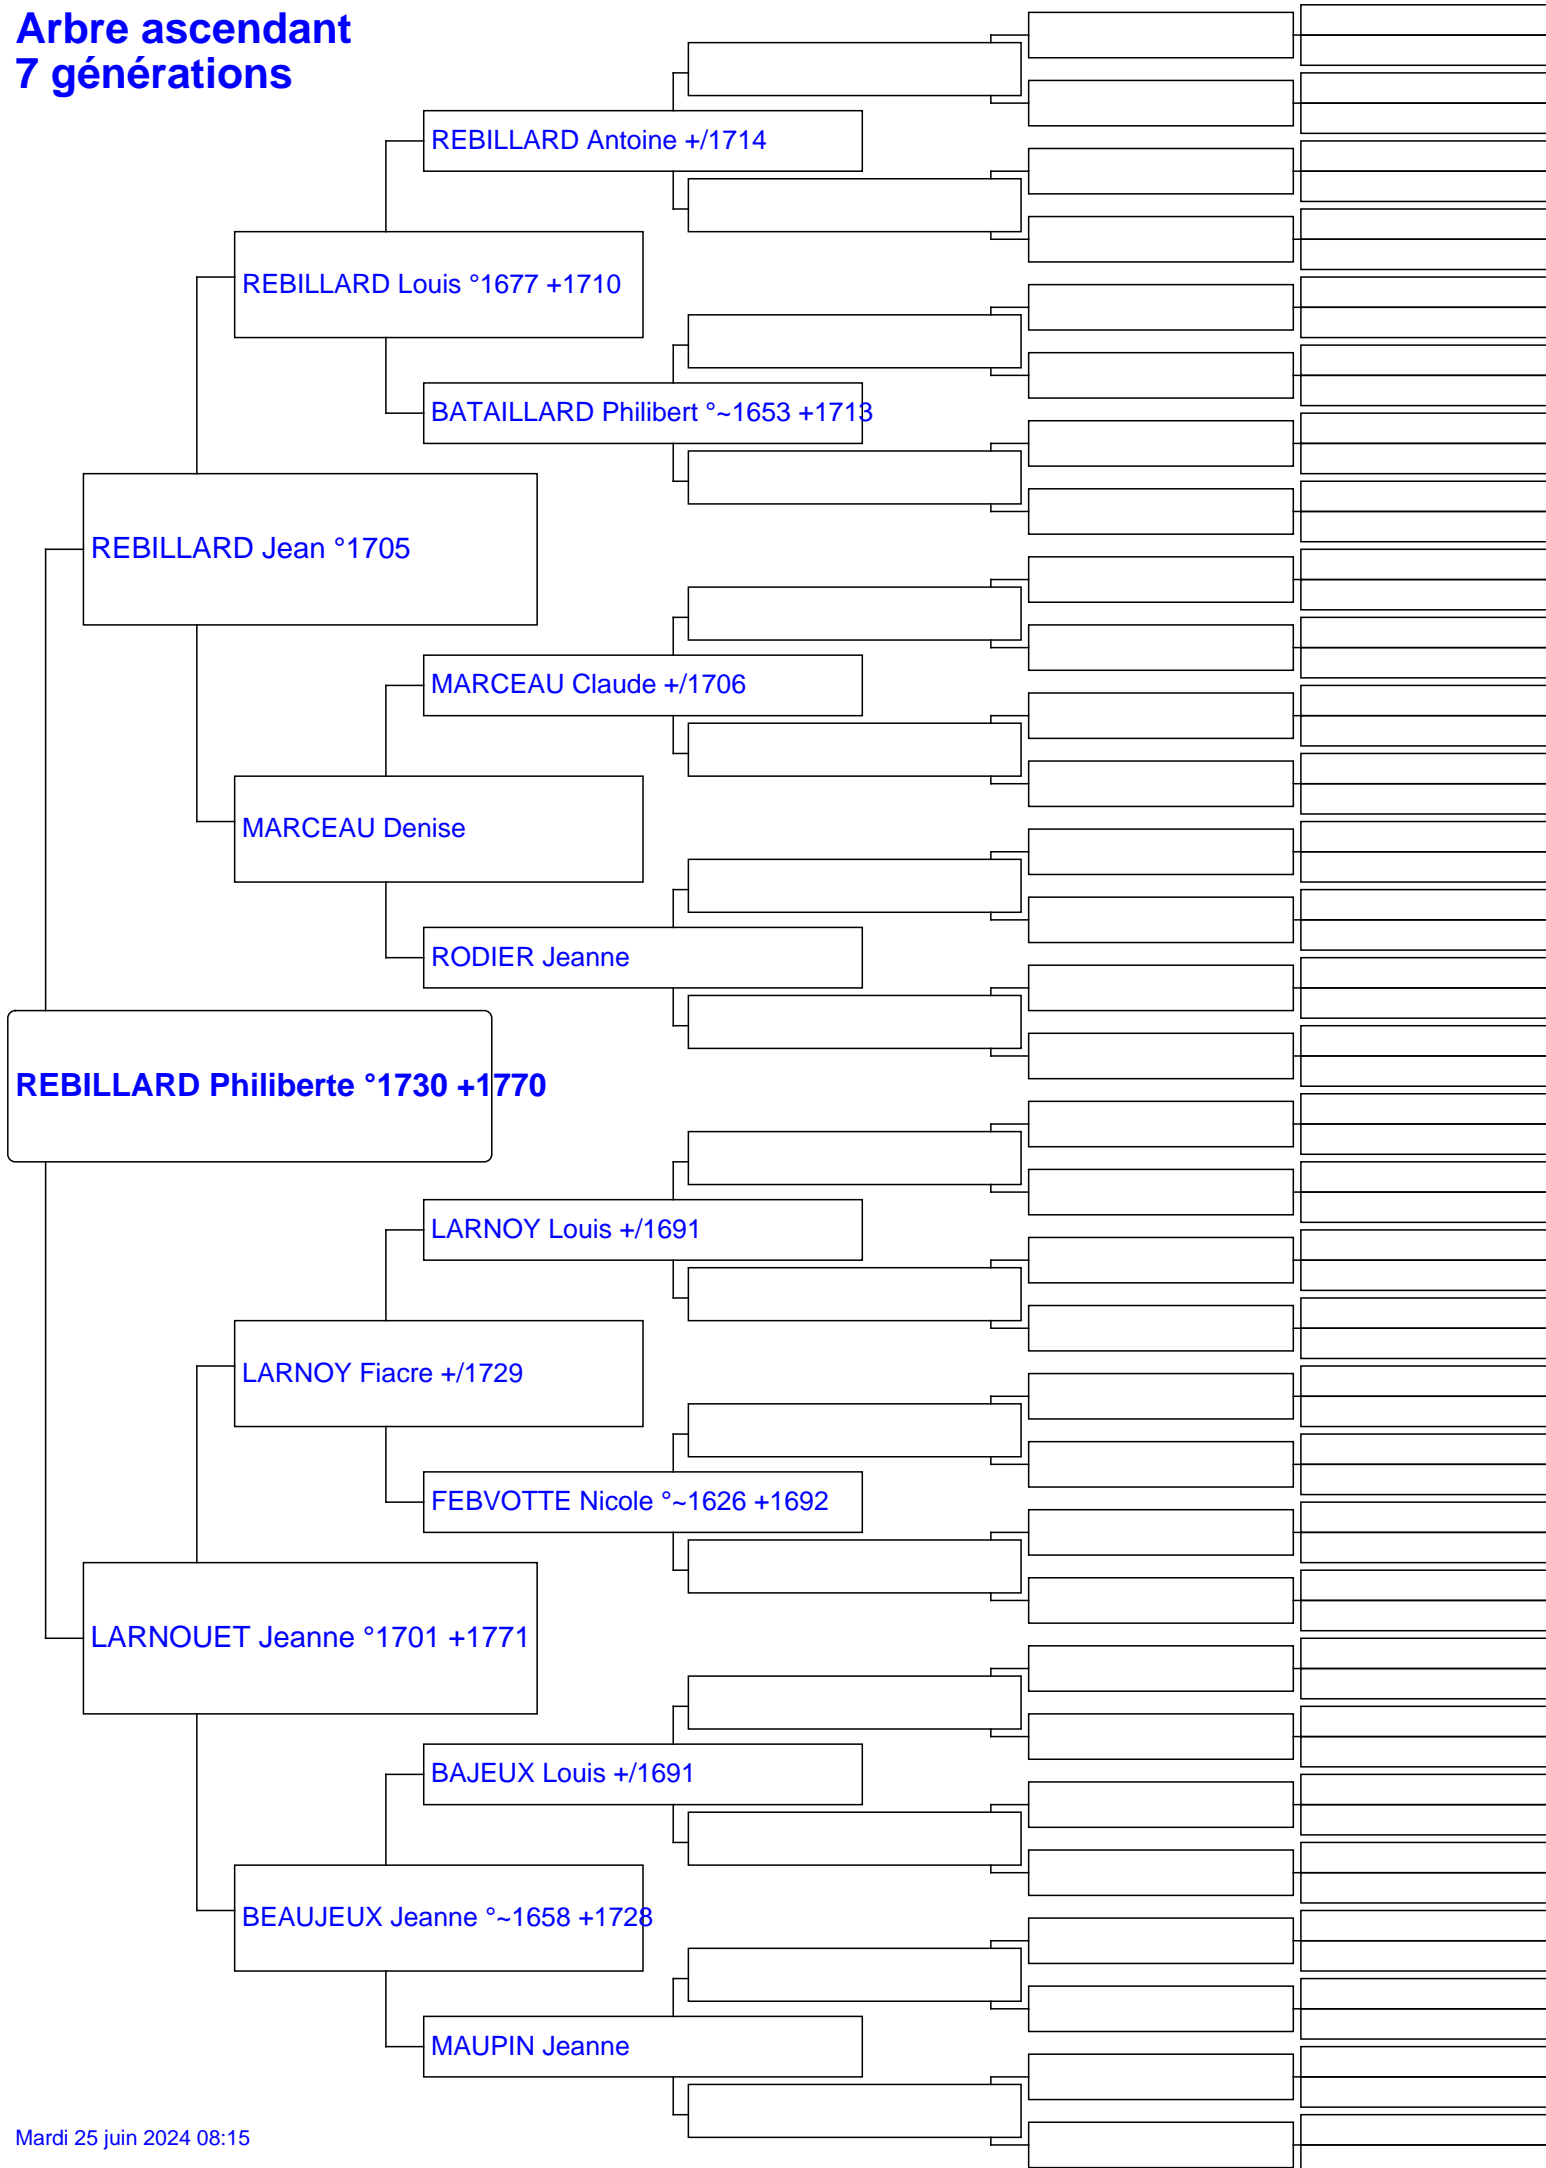 Arbre ascendant
7 générations
REBILLARD Antoine +/1714
REBILLARD Louis °1677 +1710
BATAILLARD Philibert °~1653 +1713
REBILLARD Jean °1705
MARCEAU Claude +/1706
MARCEAU Denise
RODIER Jeanne
REBILLARD Philiberte °1730 +1770
LARNOY Louis +/1691
LARNOY Fiacre +/1729
FEBVOTTE Nicole °~1626 +1692
LARNOUET Jeanne °1701 +1771
BAJEUX Louis +/1691
BEAUJEUX Jeanne °~1658 +1728
MAUPIN Jeanne
Mardi 25 juin 2024 08:15